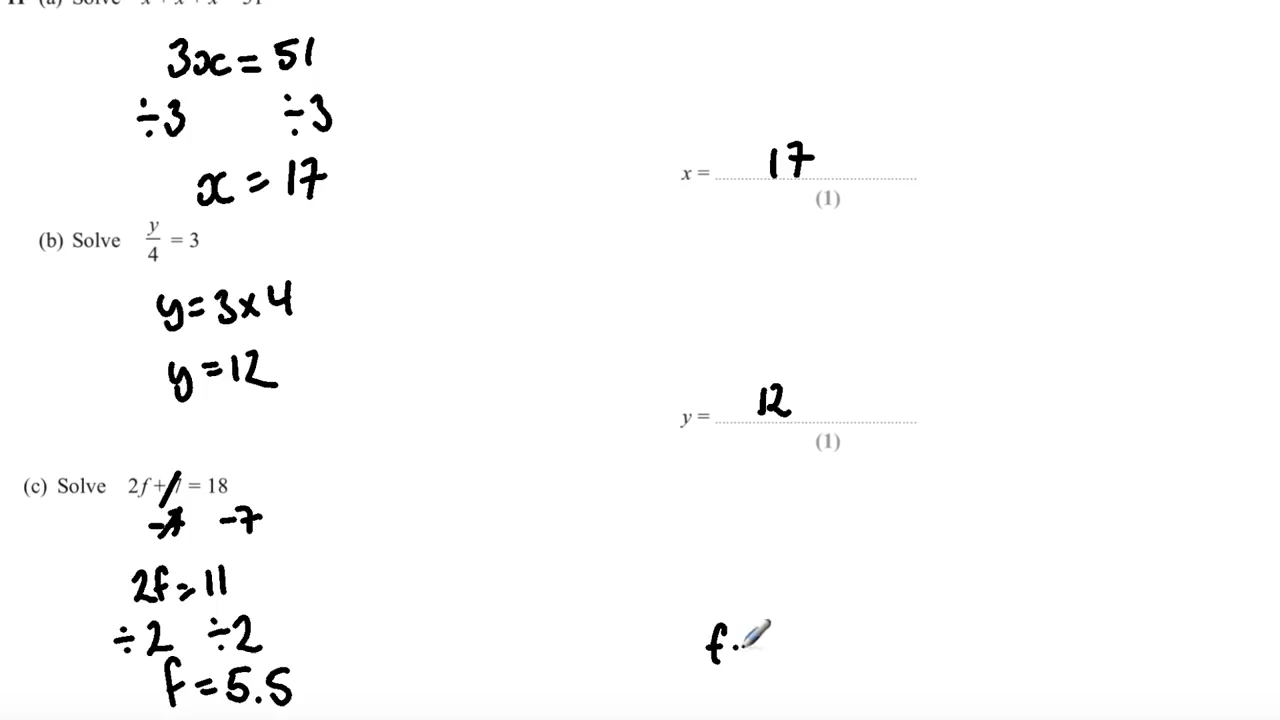 3x = 51
÷3 ÷3
x = 17
x = 17
(1)
(b) Solve y/4 = 3
y = 3 x 4
y = 12
y = 12
(1)
(c) Solve 2f + 7 = 18
-7 -7
2f = 11
÷2 ÷2
f = 5.5
f